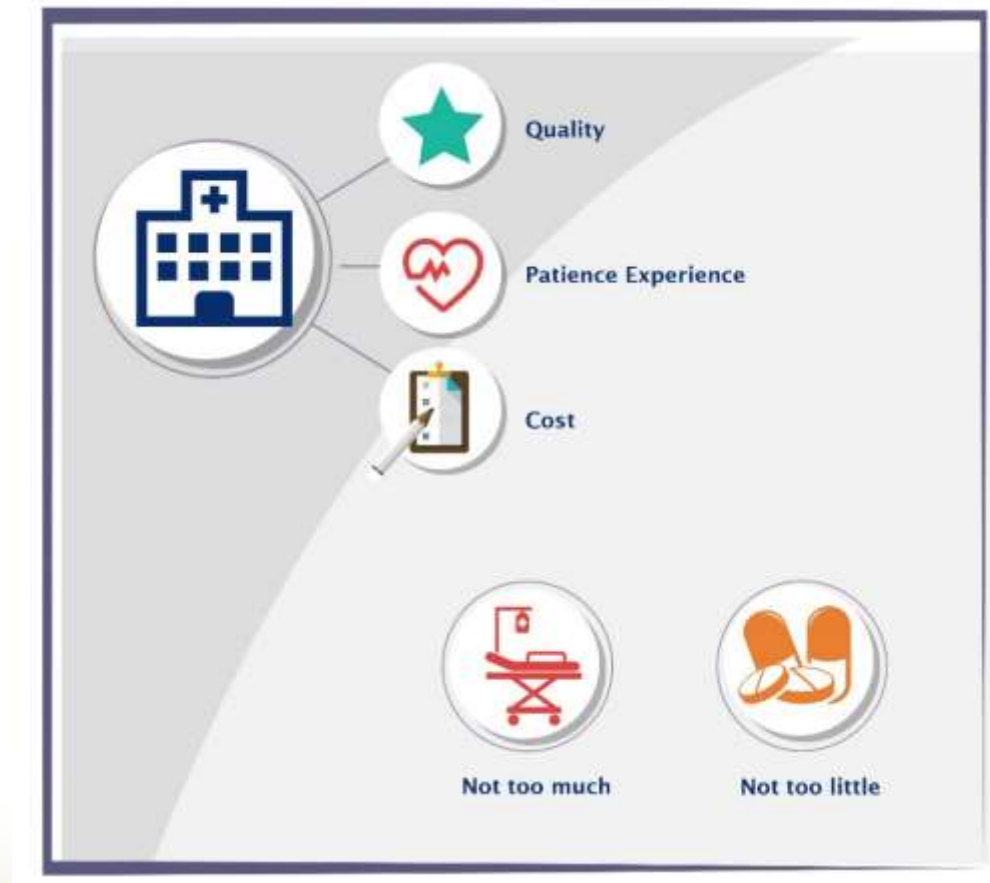 Quality
Patience Experience
Cost
Not too much
Not too little